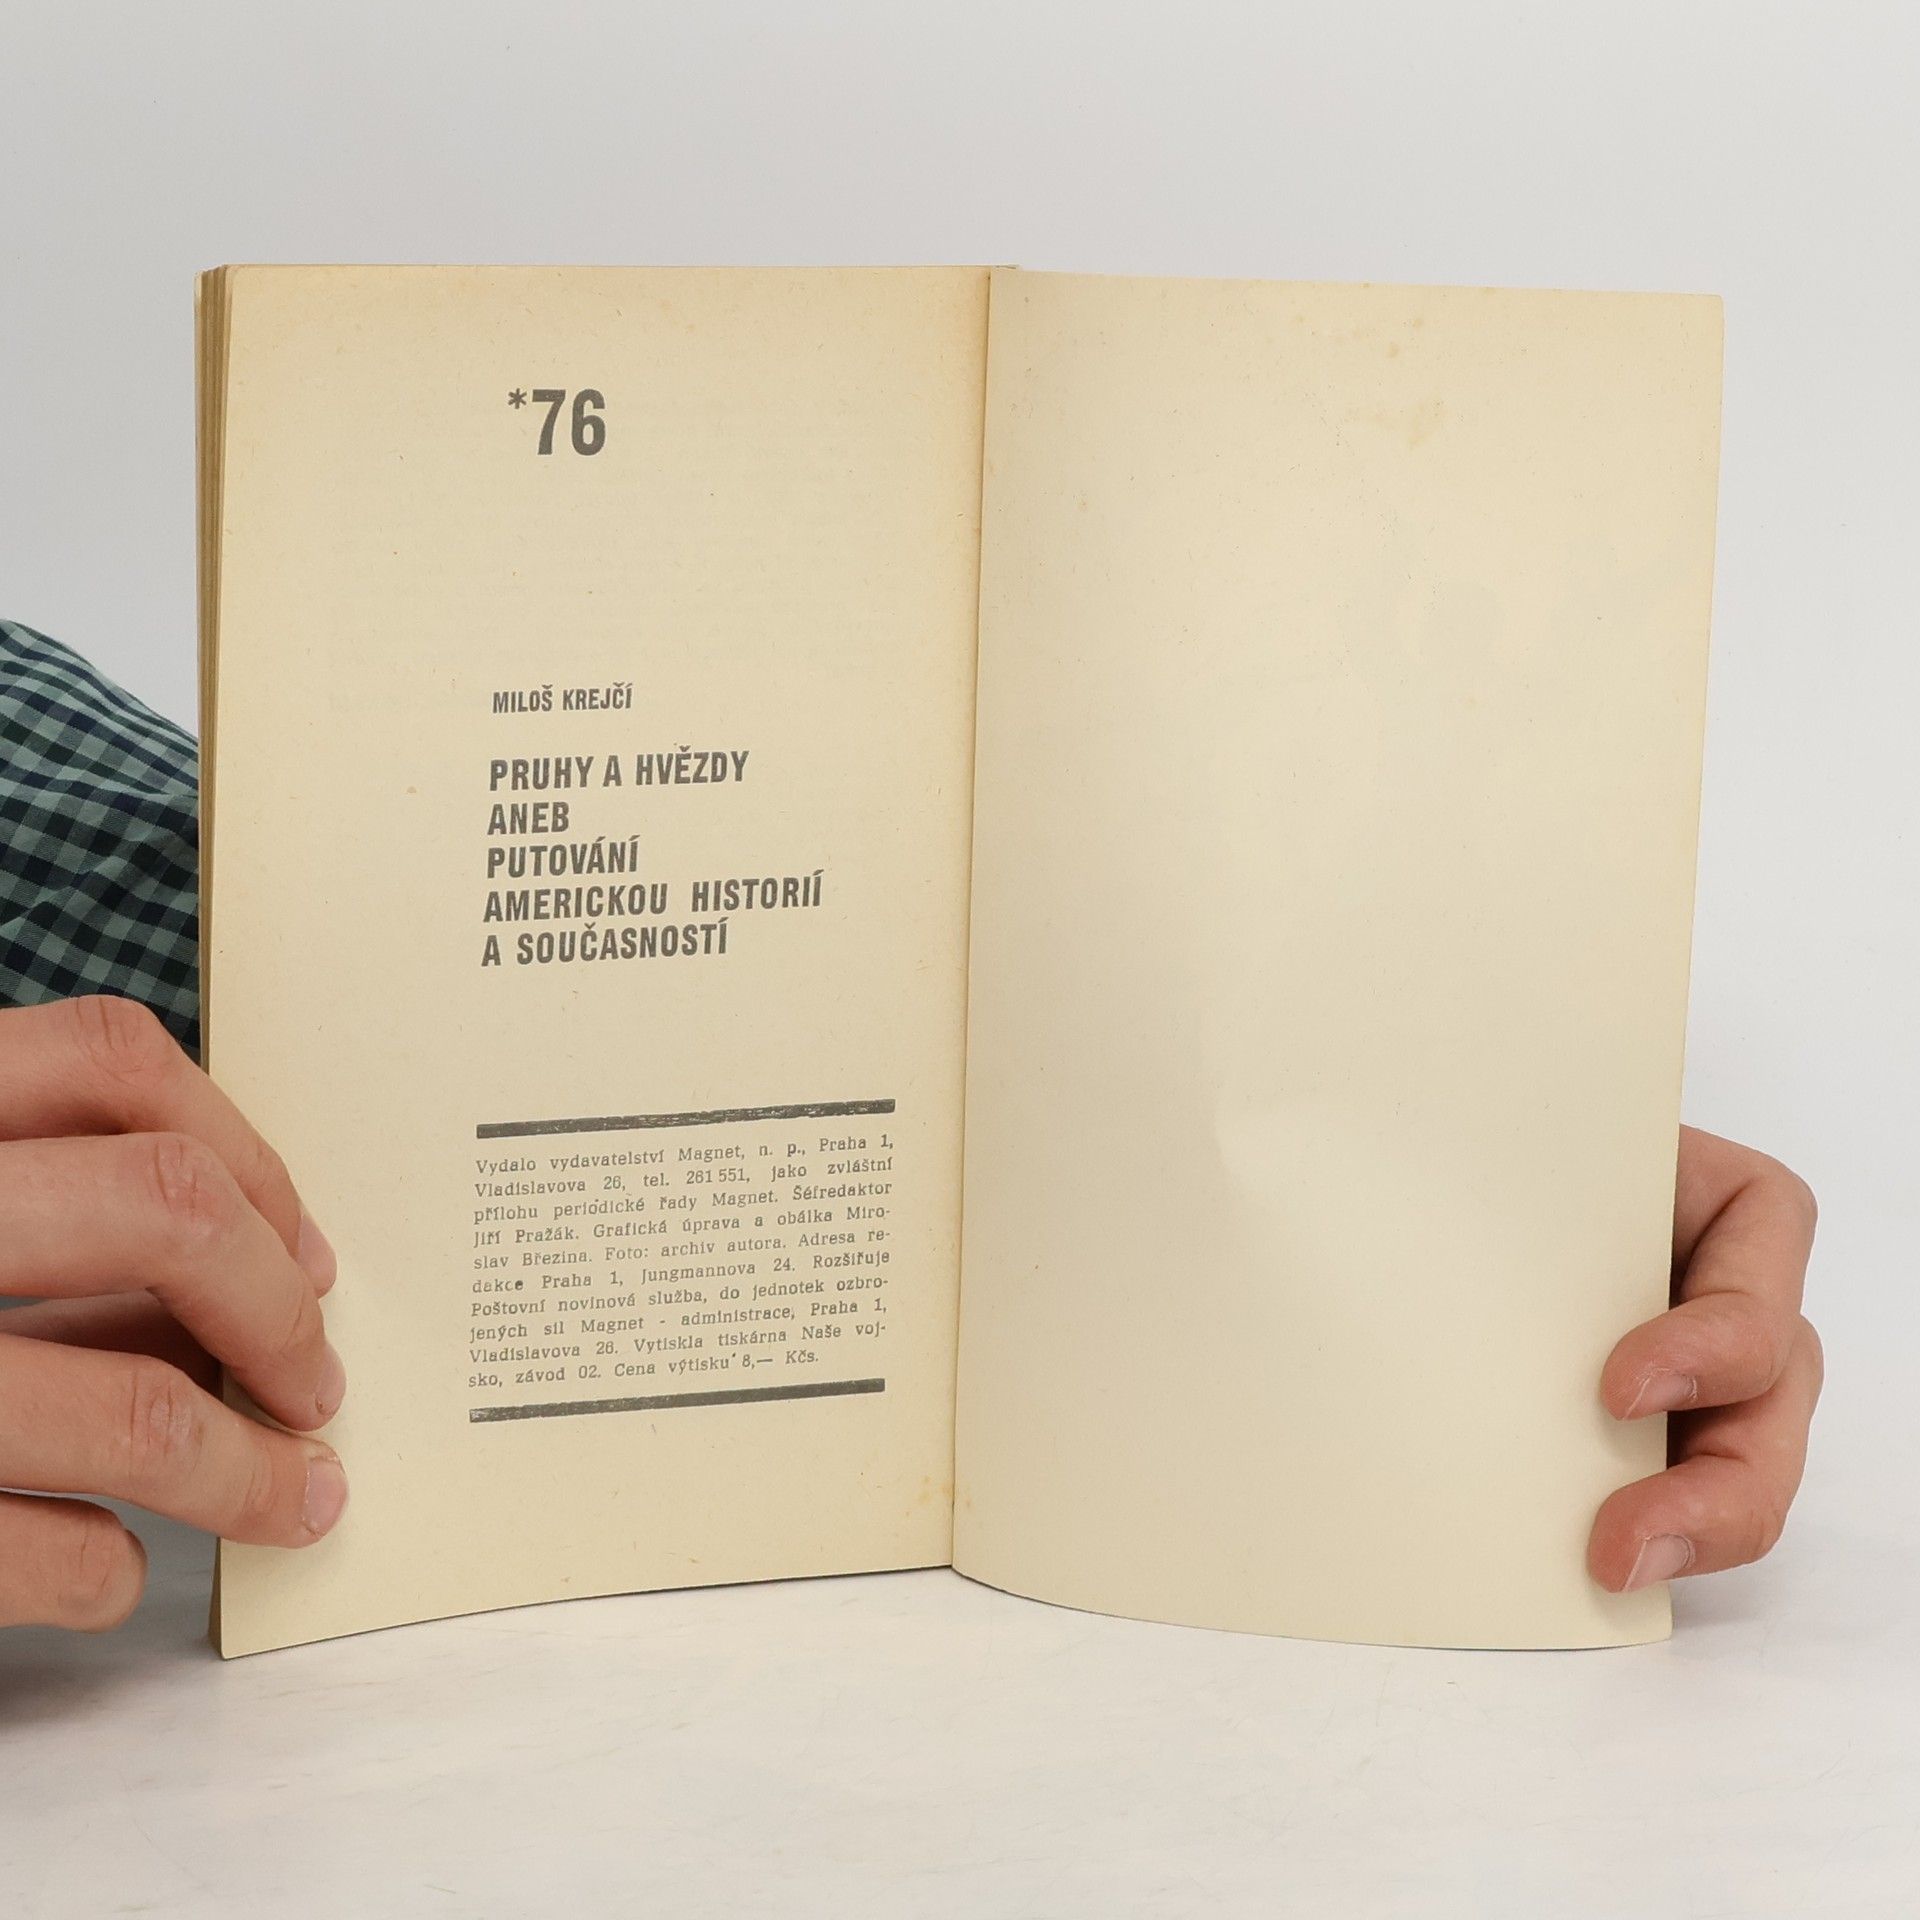 *76
MILOŠ KREJČÍ
PRUHY A HVĚZDY
ANEB
PUTOVÁNÍ
AMERICKOU HISTORIÍ
A SOUČASNOSTÍ
Vydalo vydavatelství Magnet, n. p., Praha 1,
Vladislavova 26, tel. 261 551, jako zvláštní
přílohu periodické řady Magnet. Šéfredaktor
Jiří Pražák. Grafická úprava a obálka Miro-
slav Březina. Foto: archiv autora. Adresa re-
dakce Praha 1, Jungmannova 24. Rozšiřuje
Poštovní novinová služba, do jednotek ozbro-
jených sil Magnet - administrace, Praha 1,
Vladislavova 26. Vytiskla tiskárna Naše voj-
sko, závod 02. Cena výtisku 8,— Kčs.